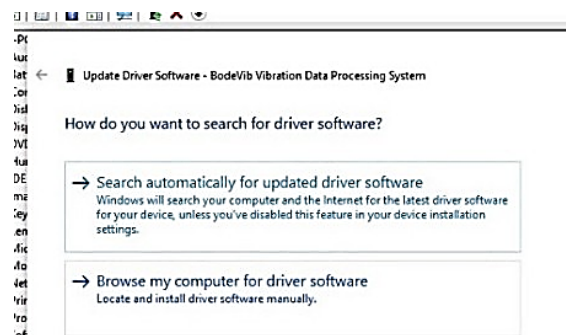 Update Driver Software - BodeVib Vibration Data Processing System
How do you want to search for driver software?
Search automatically for updated driver software
Windows will search your computer and the Internet for the latest driver software
for your device, unless you've disabled this feature in your device installation
settings.
Browse my computer for driver software
Locate and install driver software manually.